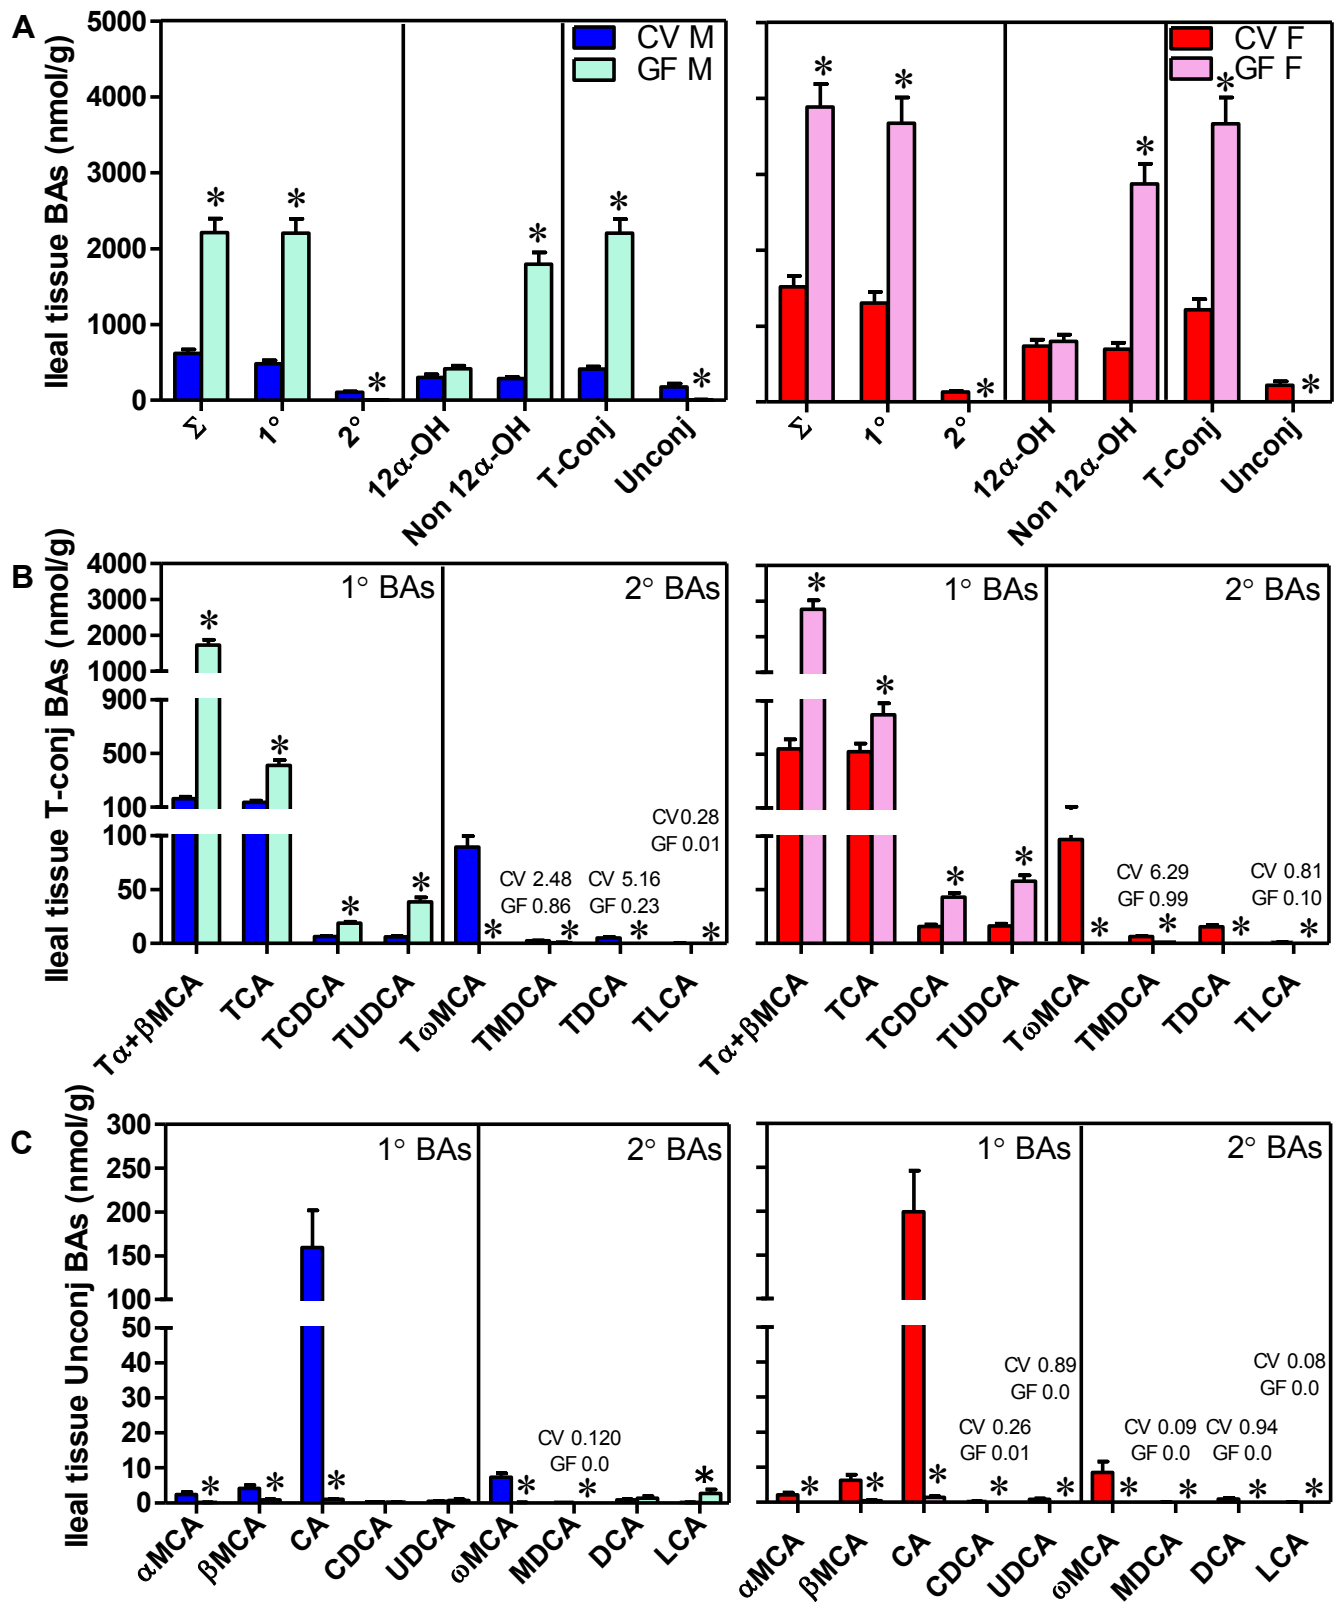 A
Ileal tissue BAs (nmol/g)
5000
4000
3000
2000
1000
0
CV M
GF M
* * * * * * *
Σ 1° 2° 12α-OH Non 12α-OH T-Conj Unconj
CV F
GF F
* * * * * *
Σ 1° 2° 12α-OH Non 12α-OH T-Conj Unconj
B
Ileal tissue T-conj BAs (nmol/g)
4000
3000
2000
1000
900
500
100
100
50
0
1° BAs
2° BAs
* * * * * * * *
CV 2.48
GF 0.86
CV 5.16
GF 0.23
CV0.28
GF 0.01
Tα+βMCA TCA TCDCA TUDCA TωMCA TMDCA TDCA TLCA
1° BAs
2° BAs
* * * * * * * *
CV 6.29
GF 0.99
CV 0.81
GF 0.10
Tα+βMCA TCA TCDCA TUDCA TωMCA TMDCA TDCA TLCA
C
Ileal tissue Unconj BAs (nmol/g)
300
250
200
150
100
50
40
30
20
10
0
1° BAs
2° BAs
* * * * * *
CV 0.120
GF 0.0
αMCA βMCA CA CDCA UDCA ωMCA MDCA DCA LCA
1° BAs
2° BAs
* * * * * * * * *
CV 0.26
GF 0.01
CV 0.89
GF 0.0
CV 0.09
GF 0.0
CV 0.94
GF 0.0
CV 0.08
GF 0.0
αMCA βMCA CA CDCA UDCA ωMCA MDCA DCA LCA